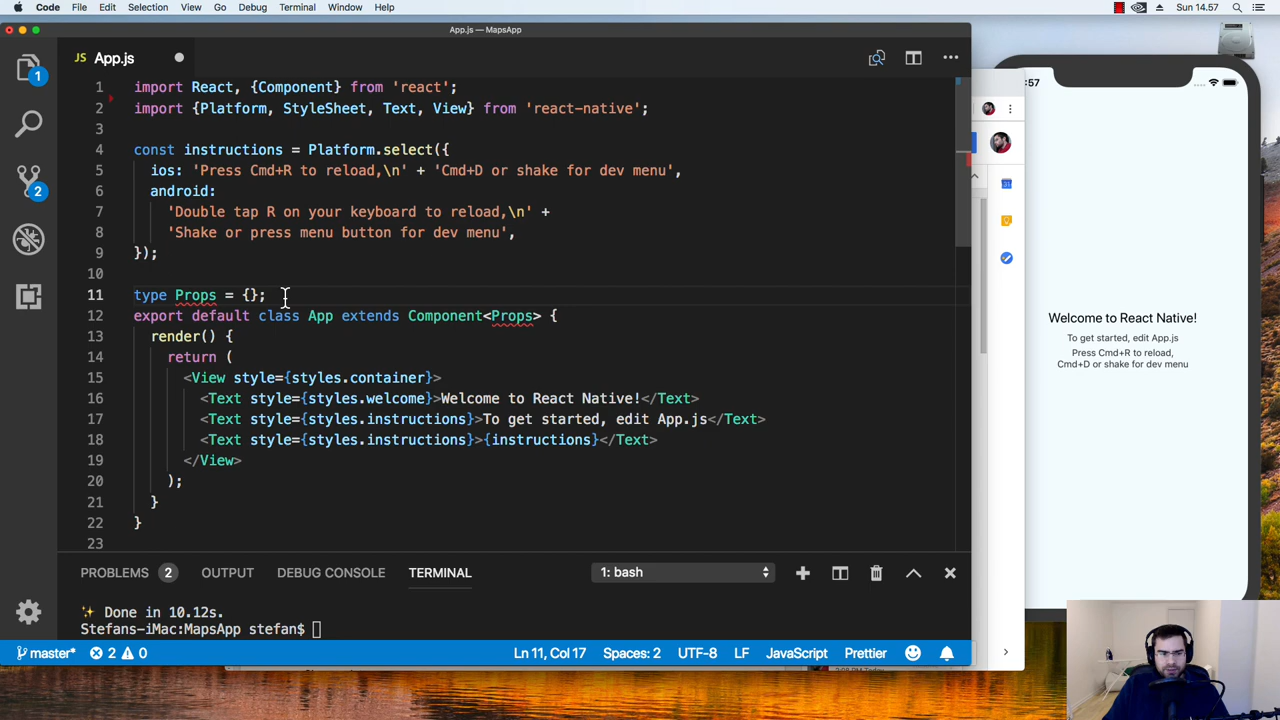 Code File Edit Selection View Go Debug Terminal Window Help Sun 14.57
App.js — MapsApp
JS App.js
1 import React, {Component} from 'react';
2 import {Platform, StyleSheet, Text, View} from 'react-native';
3
4 const instructions = Platform.select({
5 ios: 'Press Cmd+R to reload,\n' + 'Cmd+D or shake for dev menu',
6 android:
7 'Double tap R on your keyboard to reload,\n' +
8 'Shake or press menu button for dev menu',
9 });
10
11 type Props = {};
12 export default class App extends Component<Props> {
13 render() {
14 return (
15 <View style={styles.container}>
16 <Text style={styles.welcome}>Welcome to React Native!</Text>
17 <Text style={styles.instructions}>To get started, edit App.js</Text>
18 <Text style={styles.instructions}>{instructions}</Text>
19 </View>
20 );
21 }
22 }
23
1
2
PROBLEMS 2 OUTPUT DEBUG CONSOLE TERMINAL 1: bash
✨ Done in 10.12s.
Stefans-iMac:MapsApp stefan$
master* 2 0 Ln 11, Col 17 Spaces: 2 UTF-8 LF JavaScript Prettier
:57
Welcome to React Native!
To get started, edit App.js
Press Cmd+R to reload,
Cmd+D or shake for dev menu